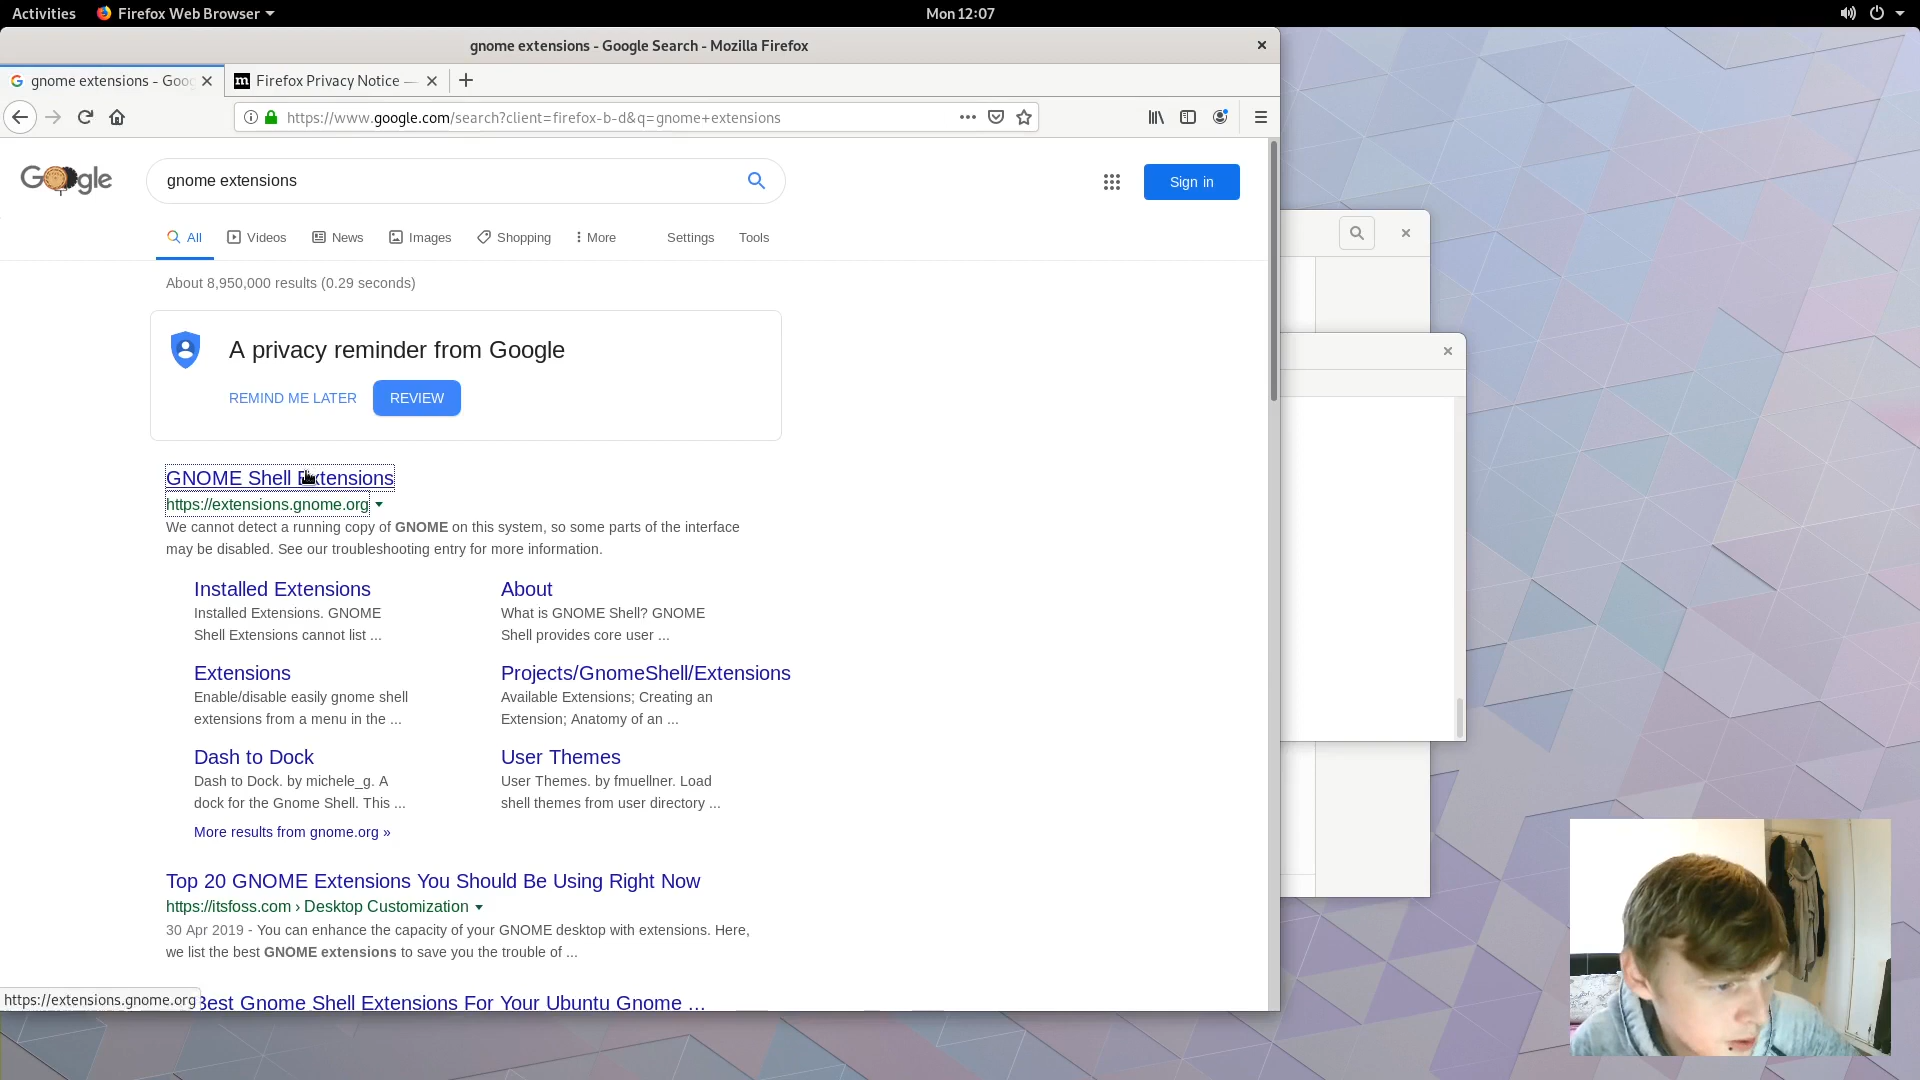 Activities Firefox Web Browser Mon 12:07
gnome extensions - Google Search - Mozilla Firefox
gnome extensions - Goo Firefox Privacy Notice —
https://www.google.com/search?client=firefox-b-d&q=gnome+extensions
Google gnome extensions Sign in
All Videos News Images Shopping More Settings Tools
About 8,950,000 results (0.29 seconds)
A privacy reminder from Google
REMIND ME LATER REVIEW
GNOME Shell Extensions
https://extensions.gnome.org
We cannot detect a running copy of GNOME on this system, so some parts of the interface
may be disabled. See our troubleshooting entry for more information.
Installed Extensions
Installed Extensions. GNOME
Shell Extensions cannot list ...
About
What is GNOME Shell? GNOME
Shell provides core user ...
Extensions
Enable/disable easily gnome shell
extensions from a menu in the ...
Projects/GnomeShell/Extensions
Available Extensions; Creating an
Extension; Anatomy of an ...
Dash to Dock
Dash to Dock. by michele_g. A
dock for the Gnome Shell. This ...
User Themes
User Themes. by fmuellner. Load
shell themes from user directory ...
More results from gnome.org »
Top 20 GNOME Extensions You Should Be Using Right Now
https://itsfoss.com › Desktop Customization
30 Apr 2019 - You can enhance the capacity of your GNOME desktop with extensions. Here,
we list the best GNOME extensions to save you the trouble of ...
Best Gnome Shell Extensions For Your Ubuntu Gnome ...
https://extensions.gnome.org